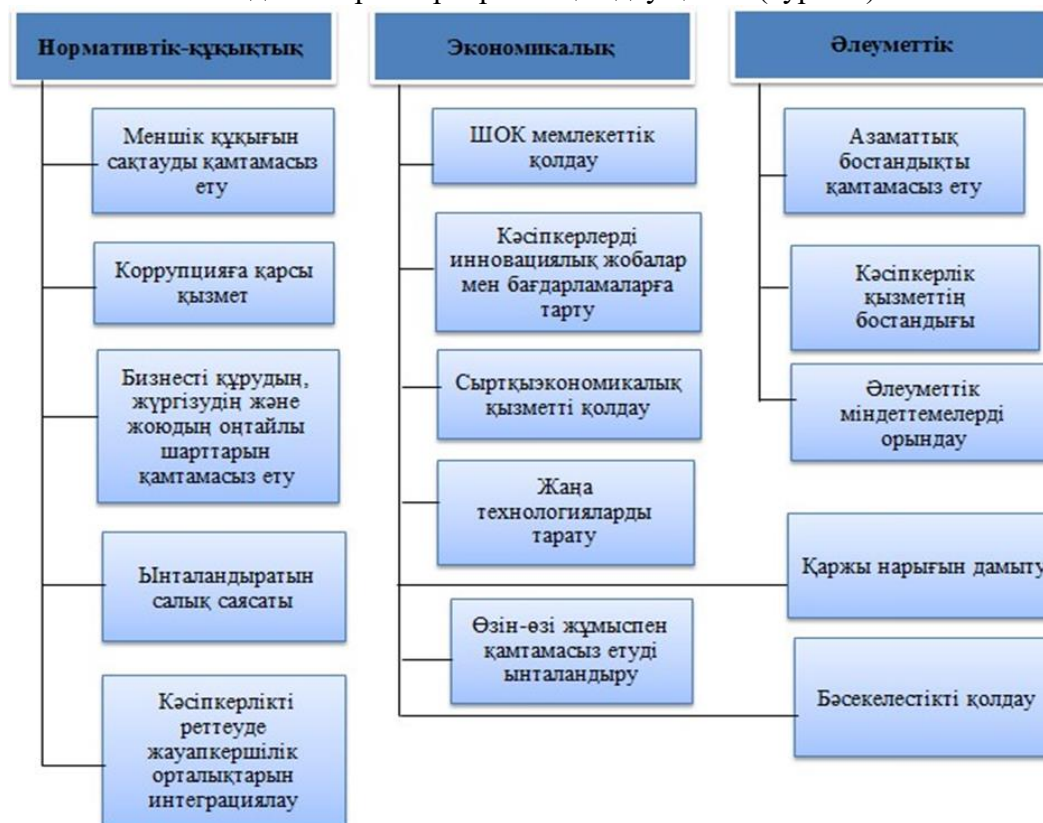 Нормативтік-құқықтық
Меншік құқығын
сақтауды қамтамасыз
ету
Коррупцияға қарсы
қызмет
Бизнесті құрудың,
жүргізудің және
жоюдың оңтайлы
шарттарын
қамтамасыз ету
Ынталандыратын
салық саясаты
Кәсіпкерлікті
реттеуде
жауапкершілік
орталықтарын
интеграциялау
Экономикалық
ШОК мемлекеттік
қолдау
Кәсіпкерлерді
инновациялық жобалар
мен бағдарламаларға
тарту
Сыртқыэкономикалық
қызметті қолдау
Жаңа
технологияларды
тарату
Өзін-өзі жұмыспен
қамтамасыз етуді
ынталандыру
Қаржы нарығын дамыту
Бәсекелестікті қолдау
Әлеуметтік
Азаматтық
бостандықты
қамтамасыз ету
Кәсіпкерлік
қызметтің
бостандығы
Әлеуметтік
міндеттемелерді
орындау